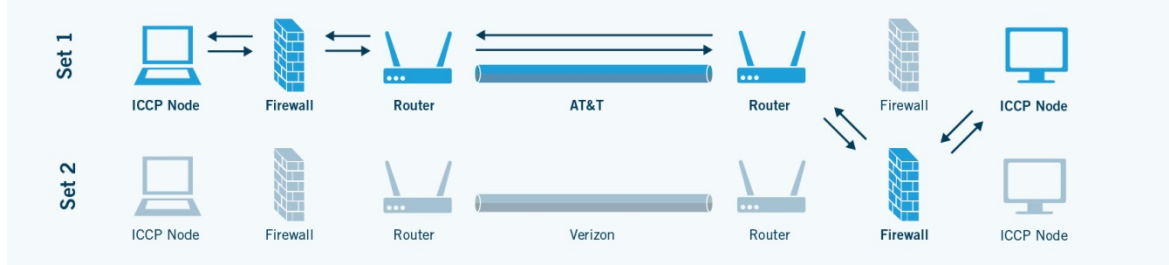 Set 1
ICCP Node
Firewall
Router
AT&T
Router
Firewall
ICCP Node
Set 2
ICCP Node
Firewall
Router
Verizon
Router
Firewall
ICCP Node